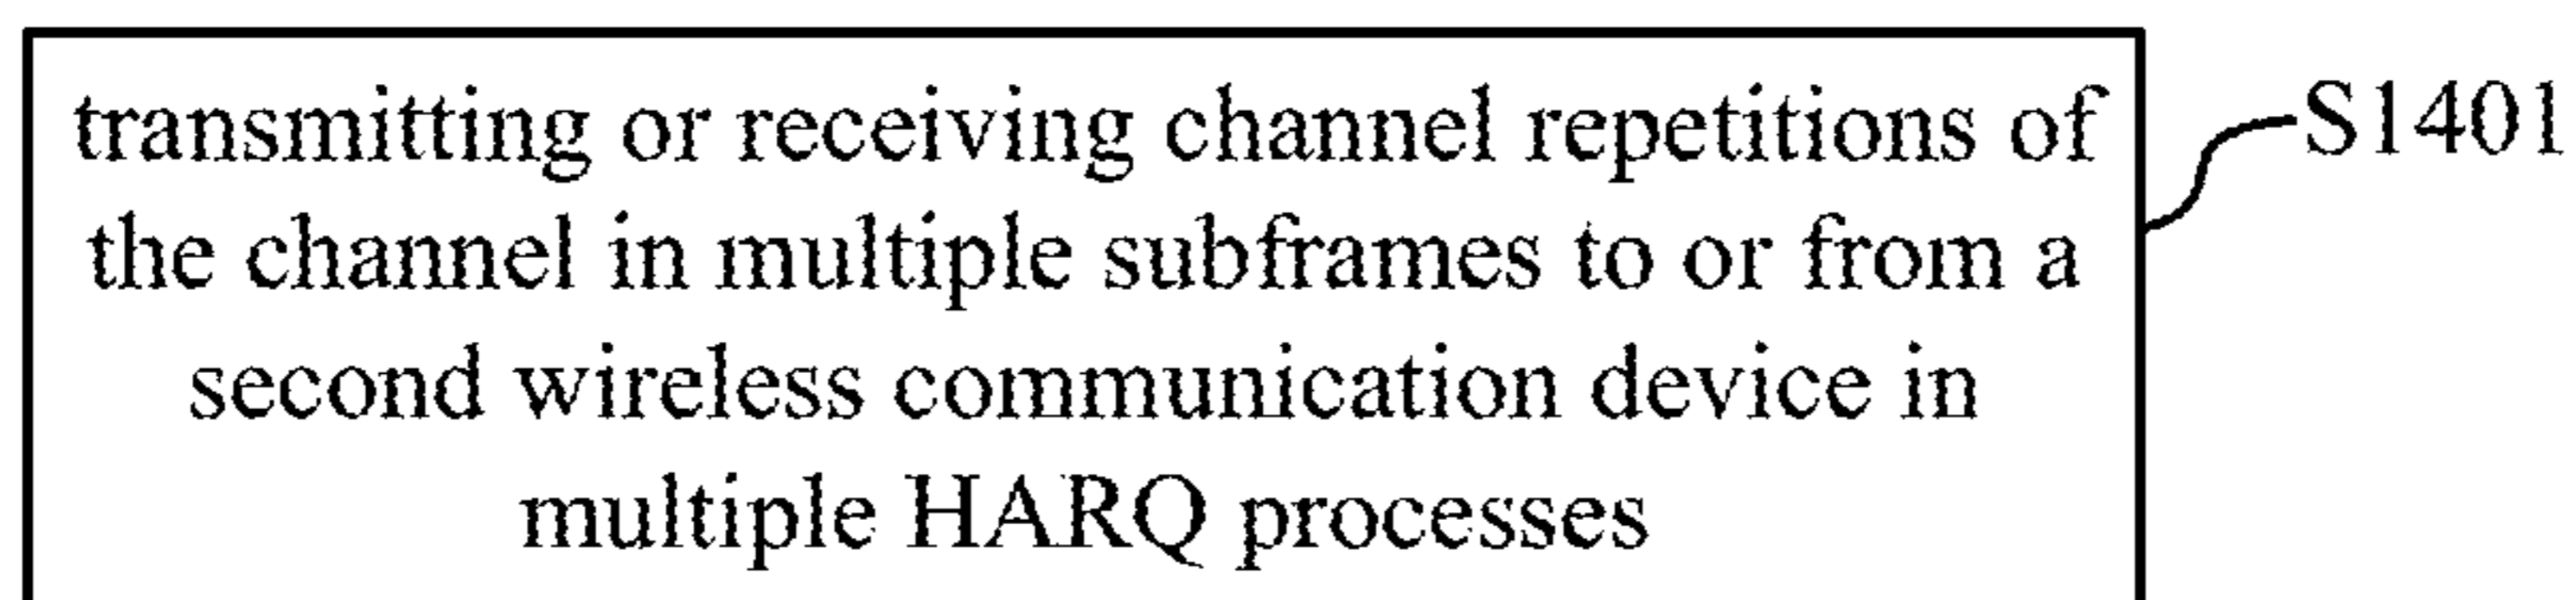 transmitting or receiving channel repetitions of
the channel in multiple subframes to or from a
second wireless communication device in
multiple HARQ processes
S1401